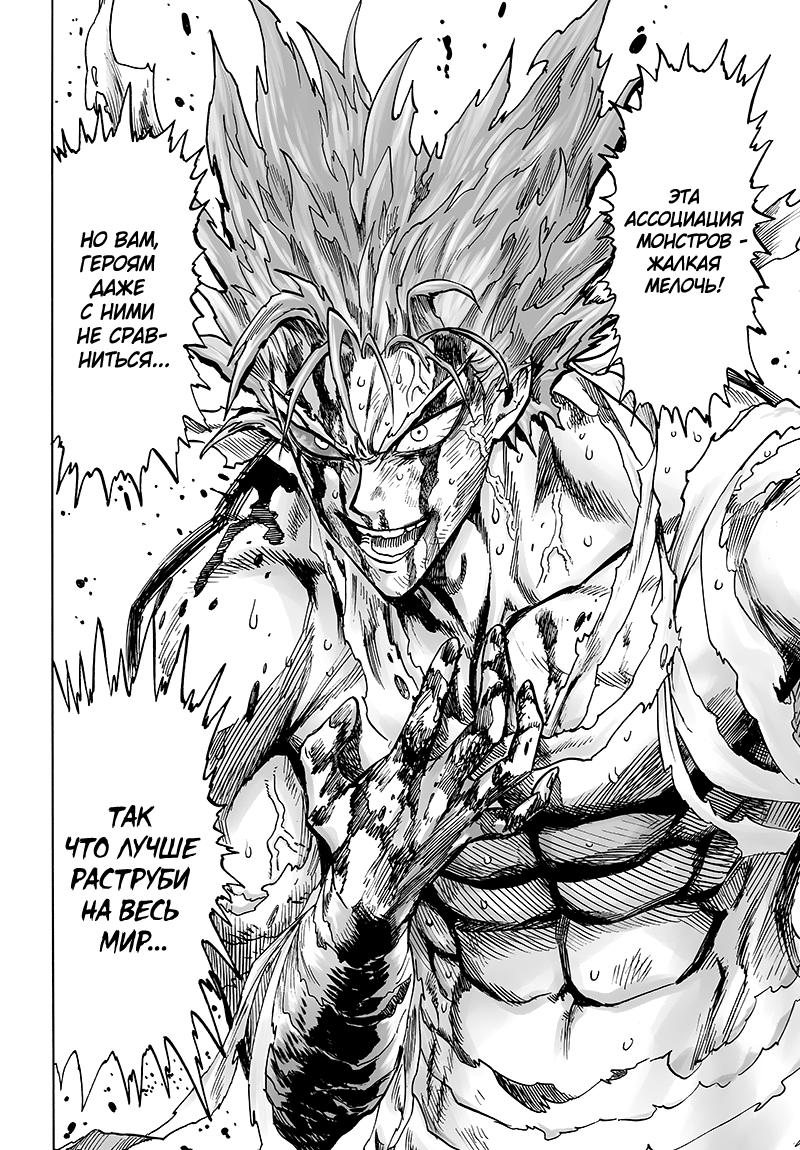 ЭТА
АССОЦИАЦИЯ
МОНСТРОВ -
ЖАЛКАЯ
МЕЛОЧЬ!
НО ВАМ,
ГЕРОЯМ
ДАЖЕ
С НИМИ
НЕ СРАВ-
НИТЬСЯ...
ТАК
ЧТО ЛУЧШЕ
РАСТРУБИ
НА ВЕСЬ
МИР...